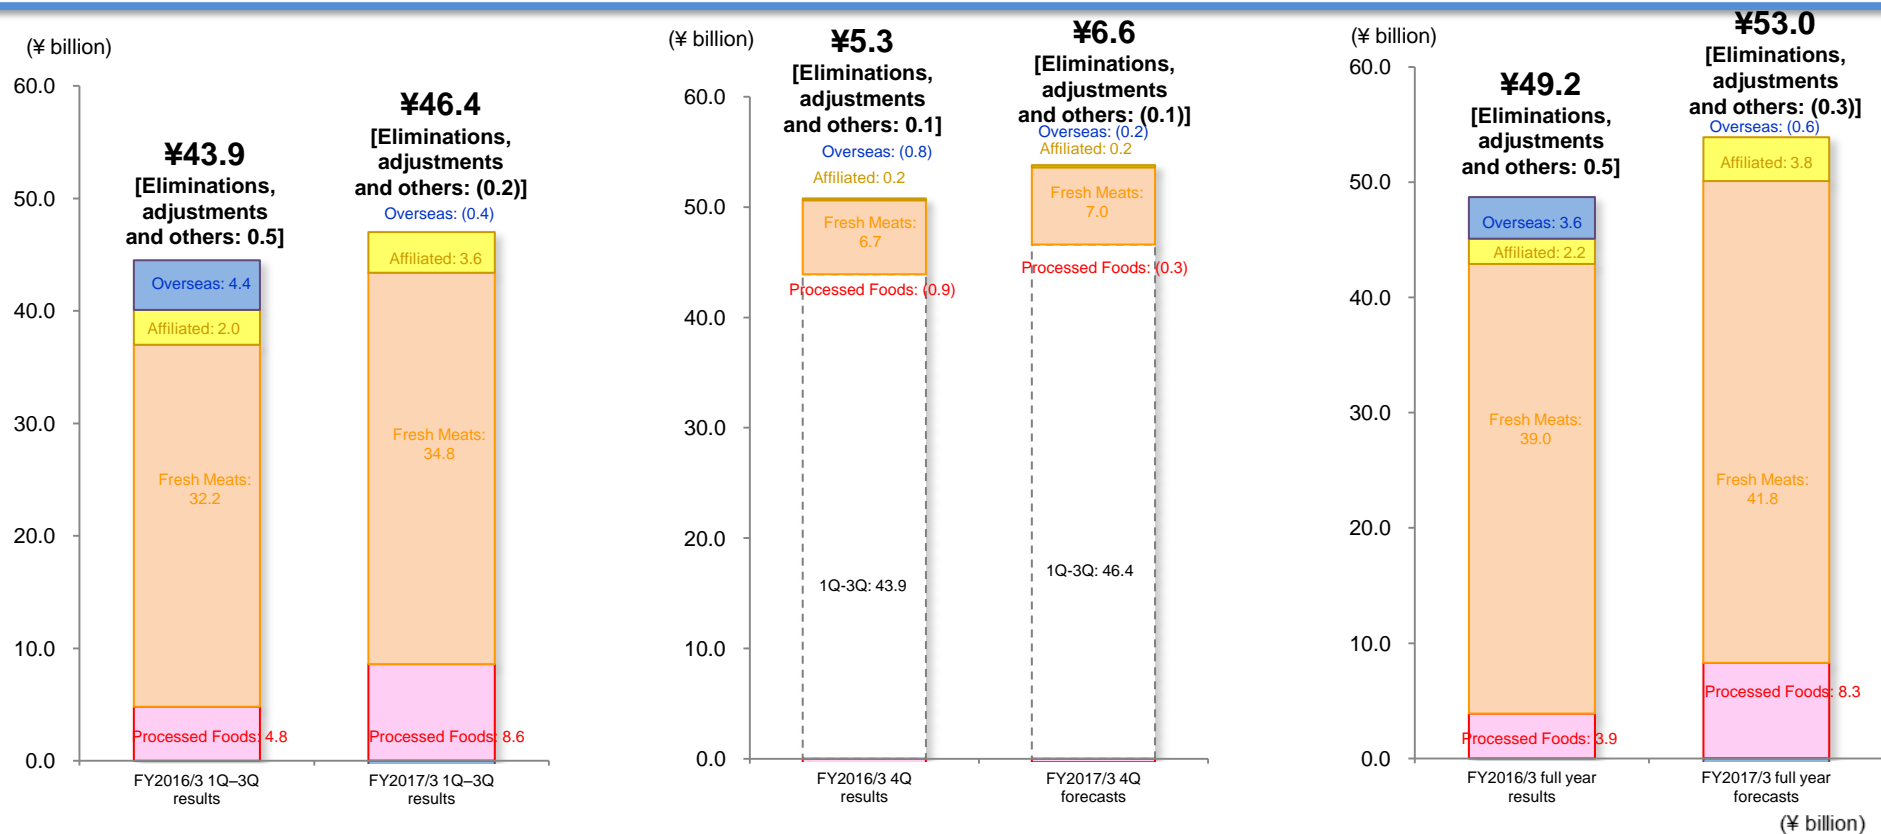 (¥ billion)
60.0
50.0
40.0
30.0
20.0
10.0
0.0
¥43.9
[Eliminations,
adjustments
and others: 0.5]
Overseas: 4.4
Affiliated: 2.0
Fresh Meats:
32.2
Processed Foods: 4.8
FY2016/3 1Q–3Q
results
¥46.4
[Eliminations,
adjustments
and others: (0.2)]
Overseas: (0.4)
Affiliated: 3.6
Fresh Meats:
34.8
Processed Foods: 8.6
FY2017/3 1Q–3Q
results
(¥ billion)
60.0
50.0
40.0
30.0
20.0
10.0
0.0
¥5.3
[Eliminations,
adjustments
and others: 0.1]
Overseas: (0.8)
Affiliated: 0.2
Fresh Meats:
6.7
Processed Foods: (0.9)
1Q-3Q: 43.9
FY2016/3 4Q
results
¥6.6
[Eliminations,
adjustments
and others: (0.1)]
Overseas: (0.2)
Affiliated: 0.2
Fresh Meats:
7.0
Processed Foods: (0.3)
1Q-3Q: 46.4
FY2017/3 4Q
forecasts
(¥ billion)
60.0
50.0
40.0
30.0
20.0
10.0
0.0
¥49.2
[Eliminations,
adjustments
and others: 0.5]
Overseas: 3.6
Affiliated: 2.2
Fresh Meats:
39.0
Processed Foods: 3.9
FY2016/3 full year
results
¥53.0
[Eliminations,
adjustments
and others: (0.3)]
Overseas: (0.6)
Affiliated: 3.8
Fresh Meats:
41.8
Processed Foods: 8.3
FY2017/3 full year
forecasts
(¥ billion)